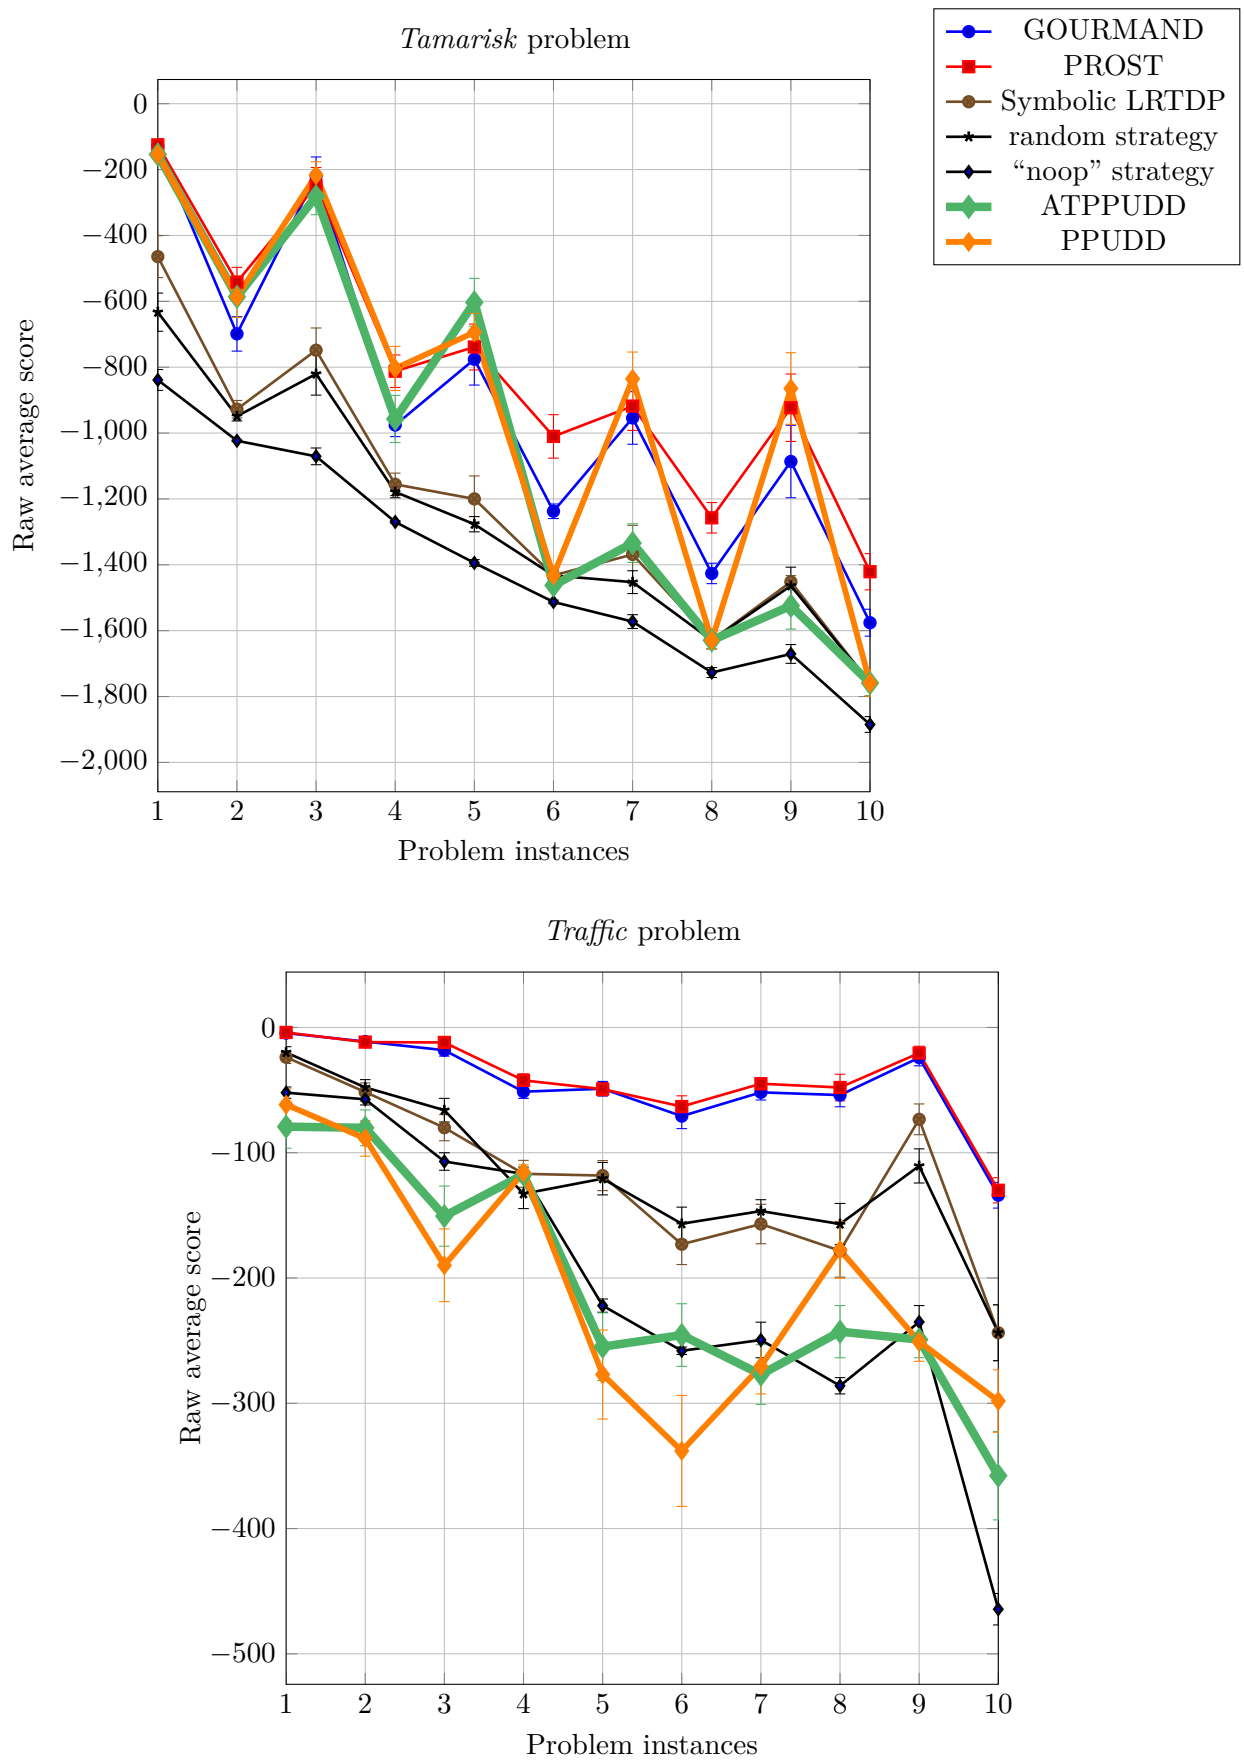 Tamarisk problem
GOURMAND
PROST
Symbolic LRTDP
random strategy
“noop” strategy
ATPPUDD
PPUDD
0
−200
−400
−600
−800
−1,000
−1,200
−1,400
−1,600
−1,800
−2,000
Raw average score
1 2 3 4 5 6 7 8 9 10
Problem instances
Traffic problem
0
−100
−200
−300
−400
−500
Raw average score
1 2 3 4 5 6 7 8 9 10
Problem instances